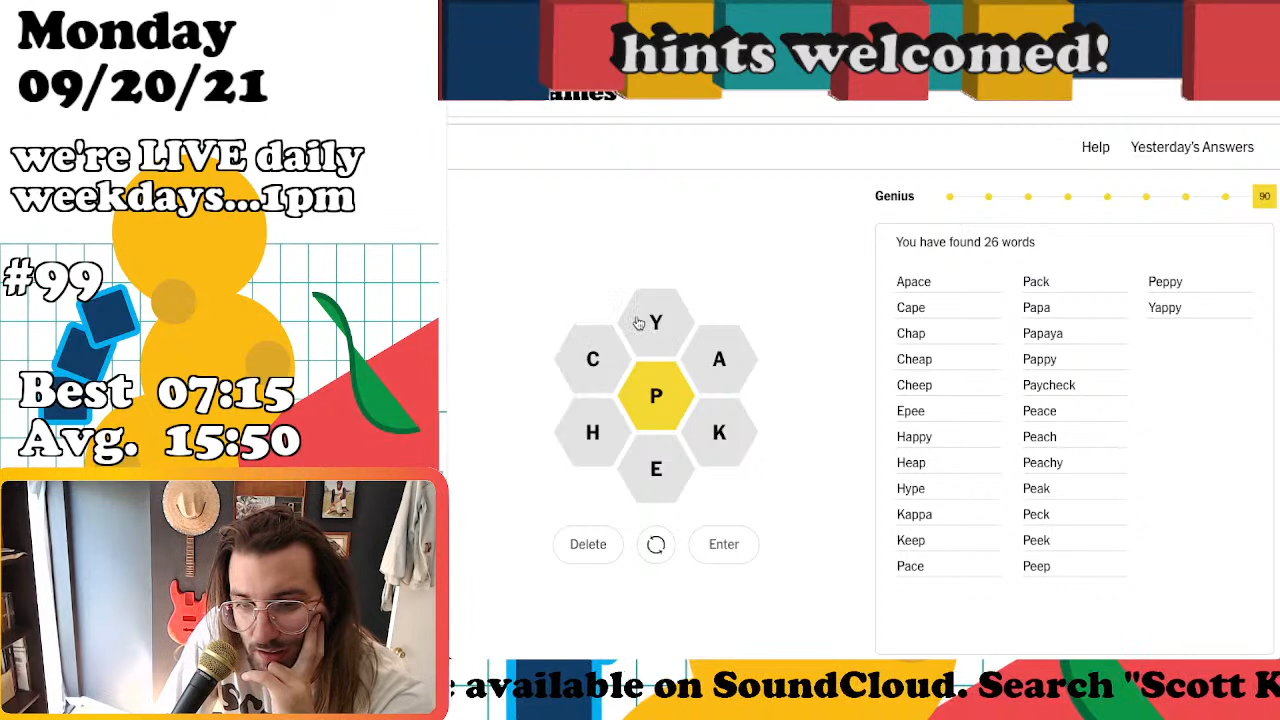 Monday
09/20/21
we're LIVE daily
weekdays...1pm
#99
Best 07:15
Avg. 15:50
hints welcomed!
Help
Yesterday's Answers
Genius
90
You have found 26 words
Apace
Cape
Chap
Cheap
Cheep
Epee
Happy
Heap
Hype
Kappa
Keep
Pace
Pack
Papa
Papaya
Pappy
Paycheck
Peace
Peach
Peachy
Peak
Peck
Peek
Peep
Peppy
Yappy
Y
C
A
P
H
K
E
Delete
Enter
available on SoundCloud. Search "Scott K